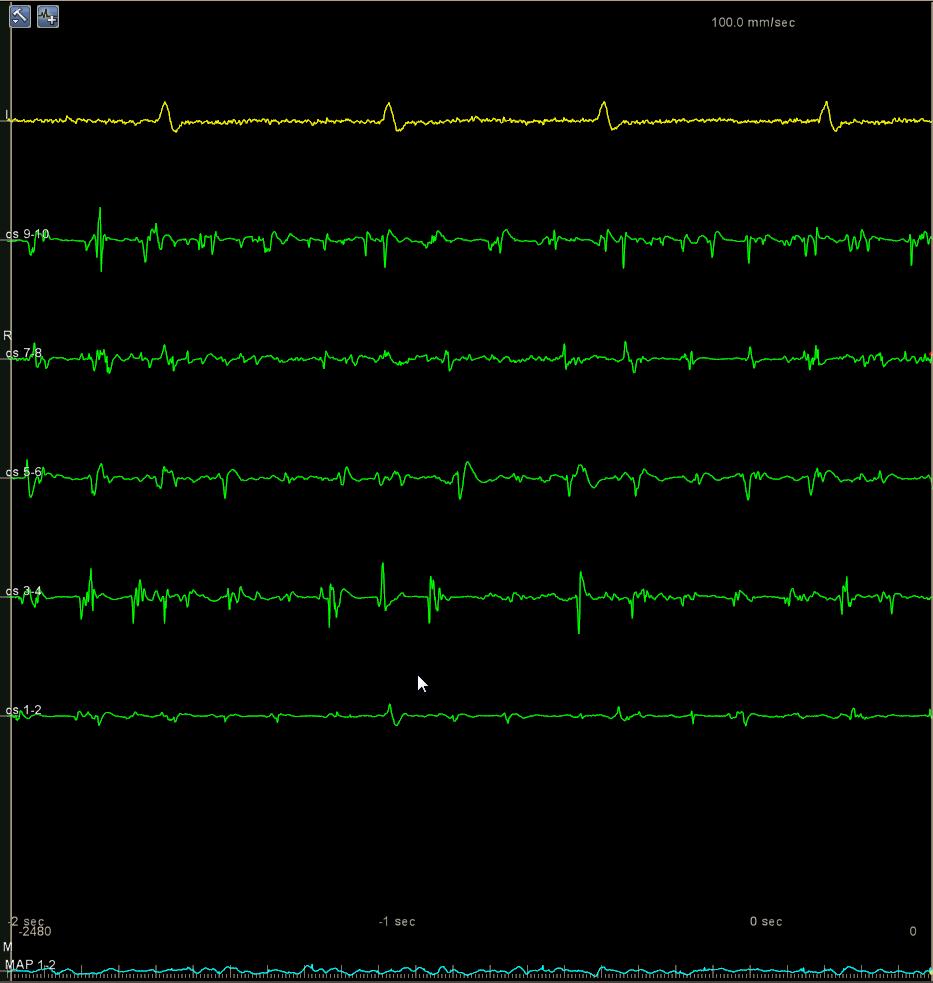 100.0 mm/sec
I
cs 9-10
R
cs 7-8
cs 5-6
cs 3-4
cs 1-2
-2 sec
-1 sec
0 sec
-2480
0
M
MAP 1-2